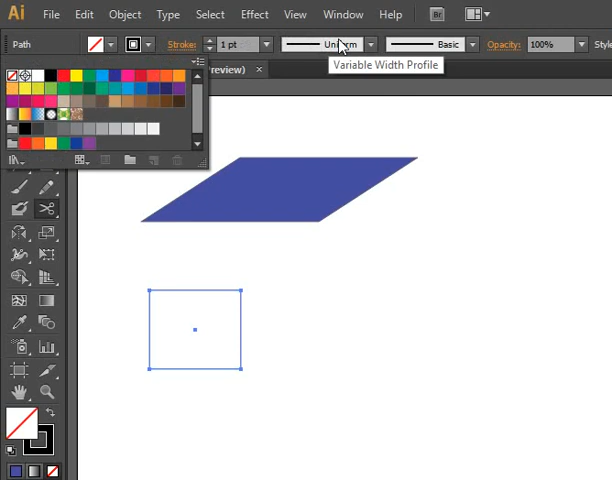 Ai File Edit Object Type Select Effect View Window Help Br
Path Stroke: 1 pt Uniform Basic Opacity: 100% Style
review) ×
Variable Width Profile